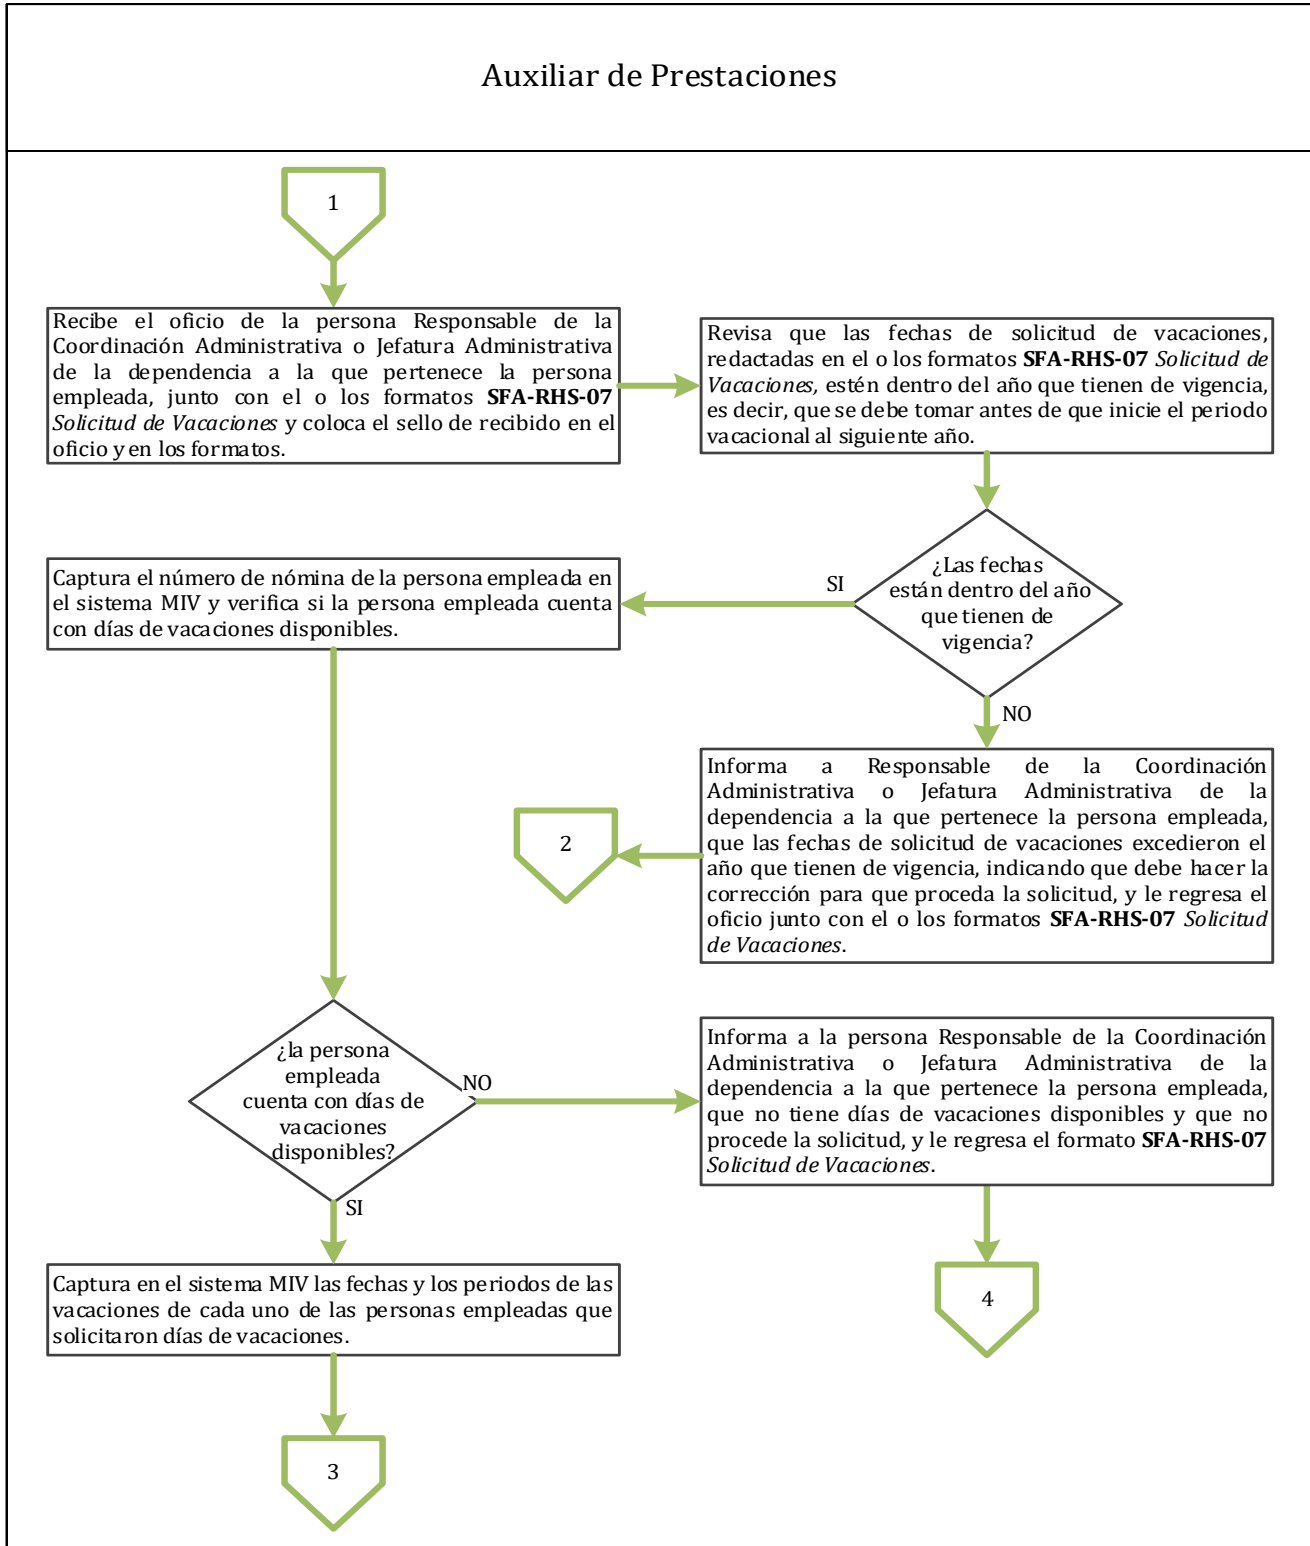 Auxiliar de Prestaciones
1
Recibe el oficio de la persona Responsable de la
Coordinación Administrativa o Jefatura Administrativa
de la dependencia a la que pertenece la persona
empleada, junto con el o los formatos SFA-RHS-07
Solicitud de Vacaciones y coloca el sello de recibido en el
oficio y en los formatos.
Revisa que las fechas de solicitud de vacaciones,
redactadas en el o los formatos SFA-RHS-07 Solicitud de
Vacaciones, estén dentro del año que tienen de vigencia,
es decir, que se debe tomar antes de que inicie el periodo
vacacional al siguiente año.
¿Las fechas
están dentro del año
que tienen de
vigencia?
SI
Captura el número de nómina de la persona empleada en
el sistema MIV y verifica si la persona empleada cuenta
con días de vacaciones disponibles.
NO
Informa a Responsable de la Coordinación
Administrativa o Jefatura Administrativa de la
dependencia a la que pertenece la persona empleada,
que las fechas de solicitud de vacaciones excedieron el
año que tienen de vigencia, indicando que debe hacer la
corrección para que proceda la solicitud, y le regresa el
oficio junto con el o los formatos SFA-RHS-07 Solicitud
de Vacaciones.
2
¿la persona
empleada
cuenta con días de
vacaciones
disponibles?
NO
Informa a la persona Responsable de la Coordinación
Administrativa o Jefatura Administrativa de la
dependencia a la que pertenece la persona empleada,
que no tiene días de vacaciones disponibles y que no
procede la solicitud, y le regresa el formato SFA-RHS-07
Solicitud de Vacaciones.
SI
Captura en el sistema MIV las fechas y los periodos de las
vacaciones de cada uno de las personas empleadas que
solicitaron días de vacaciones.
4
3